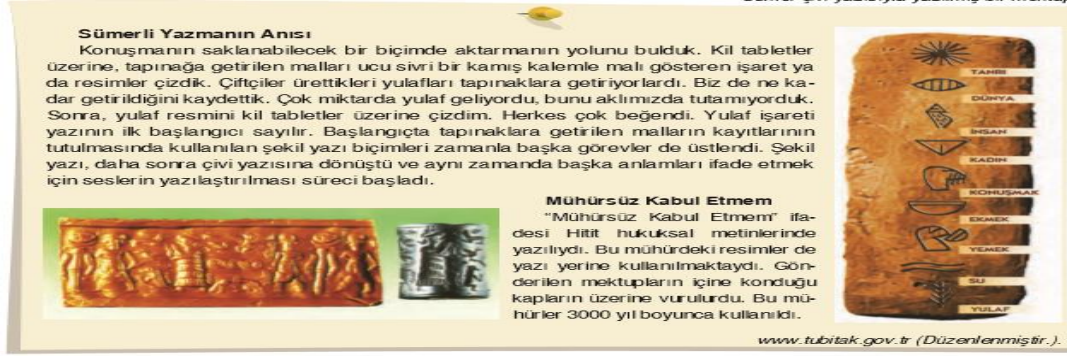 Sümerli Yazmanın Anısı
Konuşmanın saklanabilecek bir biçimde aktarmanın yolunu bulduk. Kil tabletler
üzerine, tapınağa getirilen malları ucu sivri bir kamış kalemle malı gösteren işaret ya
da resimler çizdik. Çiftçiler ürettikleri yulafları tapınaklara getiriyorlardı. Biz de ne ka-
dar getirildiğini kaydettik. Çok miktarda yulaf geliyordu, bunu aklımızda tutamıyorduk.
Sonra, yulaf resmini kil tabletler üzerine çizdim. Herkes çok beğendi. Yulaf işareti
yazının ilk başlangıcı sayılır. Başlangıçta tapınaklara getirilen malların kayıtlarının
tutulmasında kullanılan şekil yazı biçimleri zamanla başka görevler de üstlendi. Şekil
yazı, daha sonra çivi yazısına dönüştü ve aynı zamanda başka anlamları ifade etmek
için seslerin yazılaştırılması süreci başladı.
Mühürsüz Kabul Etmem
"Mühürsüz Kabul Etmem" ifa-
desi Hitit hukuksal metinlerinde
yazılıydı. Bu mühürdeki resimler de
yazı yerine kullanılmaktaydı. Gön-
derilen mektupların içine konduğu
kapların üzerine vurulurdu. Bu mü-
hürler 3000 yıl boyunca kullanıldı.
TANRI
DÜNYA
İNSAN
KADIN
KONUŞMAK
EKMEK
YEMEK
SU
YULAF
www.tubitak.gov.tr (Düzenlenmiştir.).